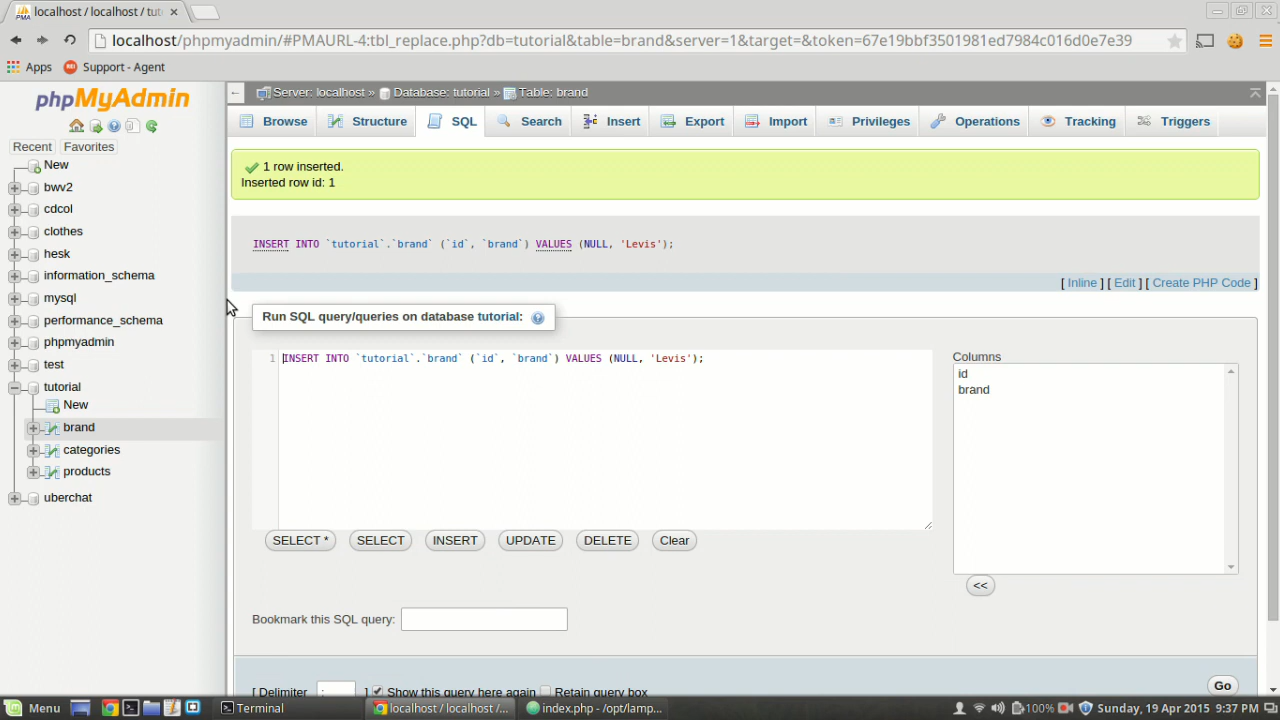 localhost / localhost / tut
localhost/phpmyadmin/#PMAURL-4:tbl_replace.php?db=tutorial&table=brand&server=1&target=&token=67e19bbf3501981ed7984c016d0e7e39
Apps
REI
Support - Agent
phpMyAdmin
Recent
Favorites
New
bwv2
cdcol
clothes
hesk
information_schema
mysql
performance_schema
phpmyadmin
test
tutorial
New
brand
categories
products
uberchat
Server: localhost » Database: tutorial » Table: brand
Browse
Structure
SQL
Search
Insert
Export
Import
Privileges
Operations
Tracking
Triggers
1 row inserted.
Inserted row id: 1
INSERT INTO `tutorial`.`brand` (`id`, `brand`) VALUES (NULL, 'Levis');
[ Inline ] [ Edit ] [ Create PHP Code ]
Run SQL query/queries on database tutorial:
1 INSERT INTO `tutorial`.`brand` (`id`, `brand`) VALUES (NULL, 'Levis');
Columns
id
brand
SELECT *
SELECT
INSERT
UPDATE
DELETE
Clear
<<
Bookmark this SQL query:
[ Delimiter ; ] Show this query here again Retain query box
Go
Menu
Terminal
localhost / localhost /...
index.php - /opt/lamp...
100%
Sunday, 19 Apr 2015
9:37 PM